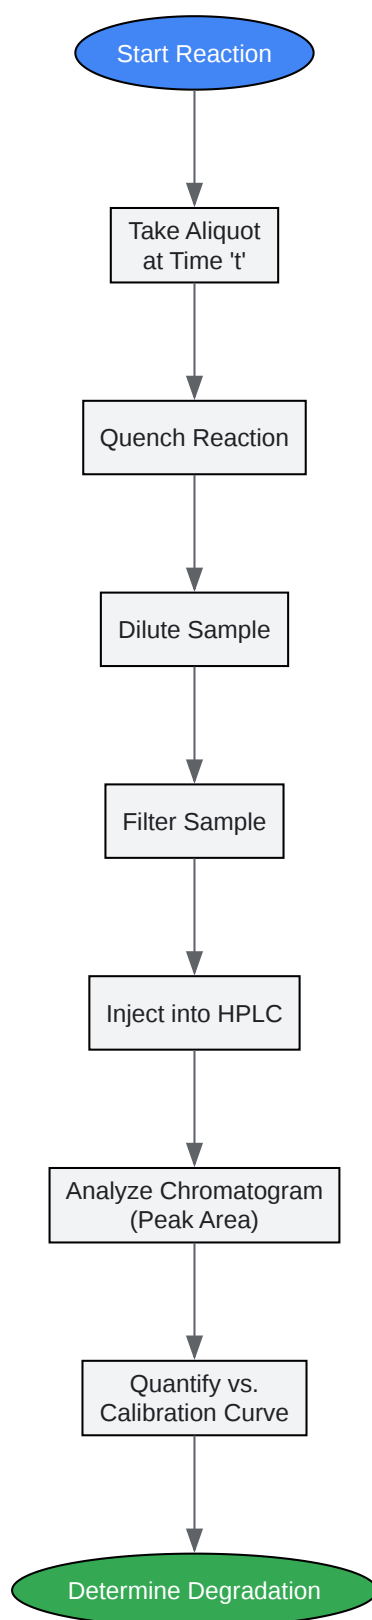 Start Reaction
Take Aliquot
at Time 't'
Quench Reaction
Dilute Sample
Filter Sample
Inject into HPLC
Analyze Chromatogram
(Peak Area)
Quantify vs.
Calibration Curve
Determine Degradation